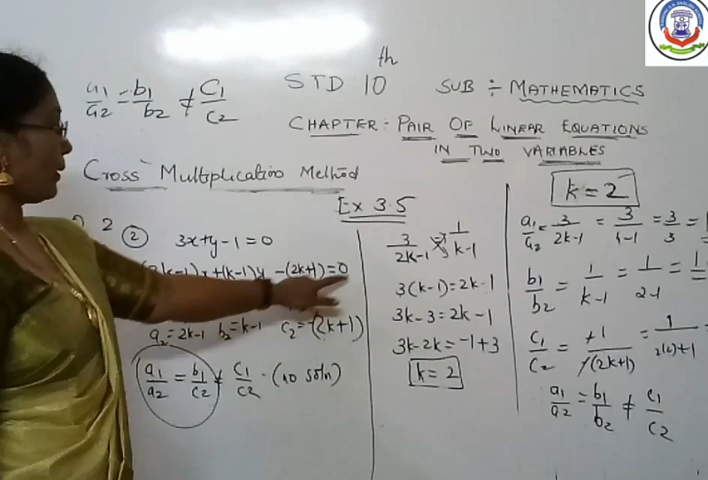 a1/a2 = b1/b2 ≠ C1/C2
STD 10th
SUB ÷ MATHEMATICS
CHAPTER: PAIR OF LINEAR EQUATIONS
IN TWO VARIABLES
Cross Multiplication Method
Ex 3.5
2
② 3x+y-1=0
k-1)x+(k-1)y -(2k+1)=0
a2=2k-1 b2=k-1 C2=-(2k+1)
a1/a2 = b1/C2 ≠ C1/C2 · (no soln)
3/2k-1 1/k-1
3(k-1)=2k-1
3k-3=2k-1
3k-2k=-1+3
k=2
k=2
a1/a2 = 3/2k-1 = 3/4-1 = 3/3 = 1
b1/b2 = 1/k-1 = 1/2-1 = 1
C1/C2 = -1/-(2k+1) = 1/2(2)+1 =
a1/a2 = b1/b2 ≠ C1/C2